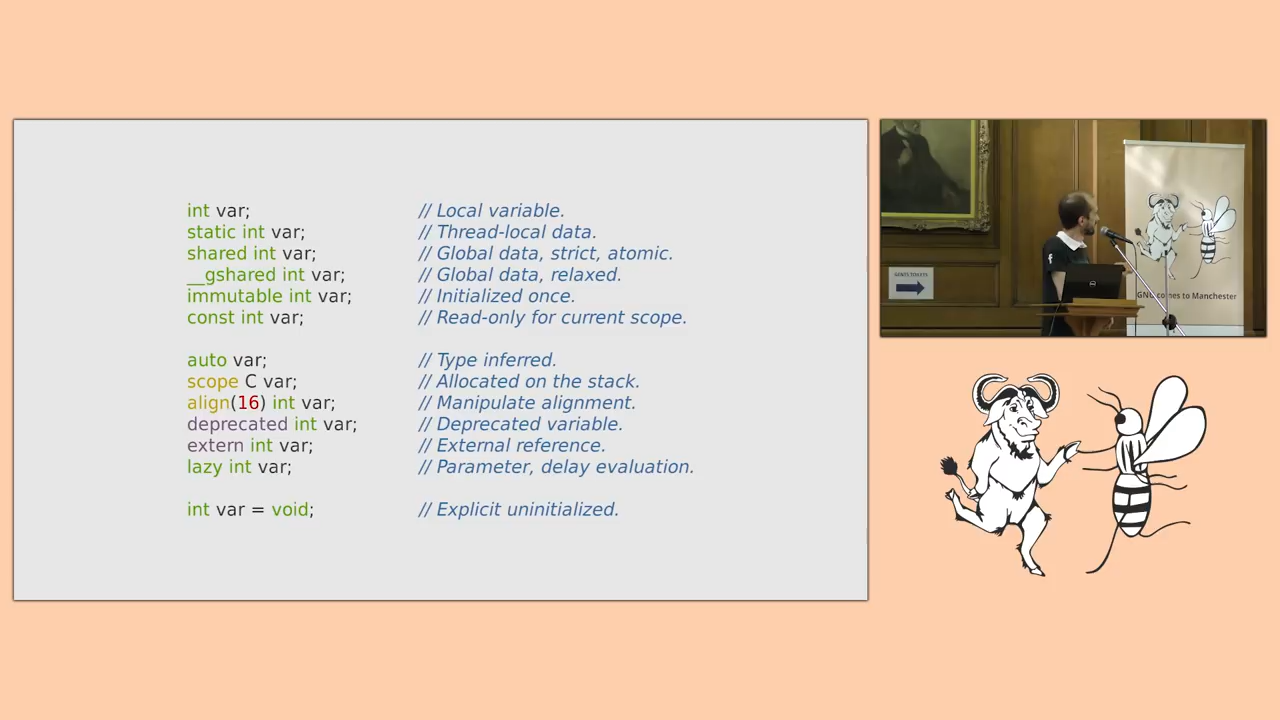 int var; // Local variable.
static int var; // Thread-local data.
shared int var; // Global data, strict, atomic.
__gshared int var; // Global data, relaxed.
immutable int var; // Initialized once.
const int var; // Read-only for current scope.
auto var; // Type inferred.
scope C var; // Allocated on the stack.
align(16) int var; // Manipulate alignment.
deprecated int var; // Deprecated variable.
extern int var; // External reference.
lazy int var; // Parameter, delay evaluation.
int var = void; // Explicit uninitialized.
GENTS TOILETS
GNU comes to Manchester